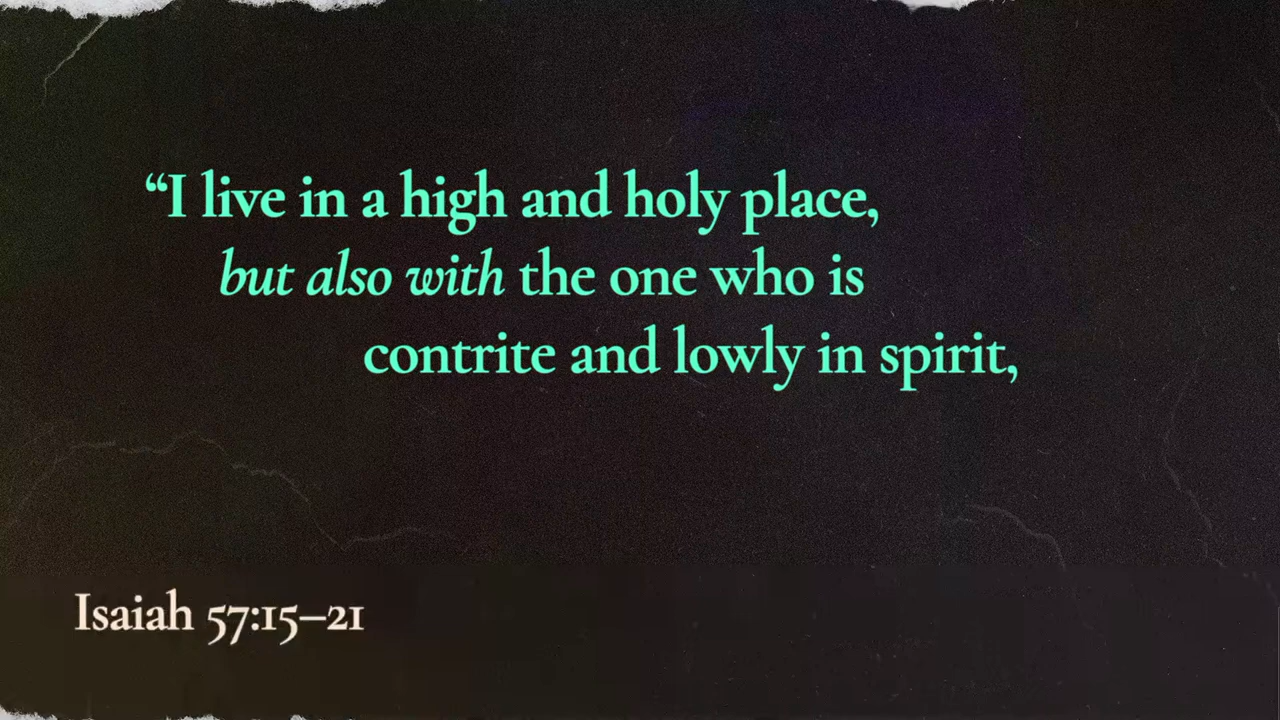 “I live in a high and holy place,
but also with the one who is
contrite and lowly in spirit,
Isaiah 57:15–21